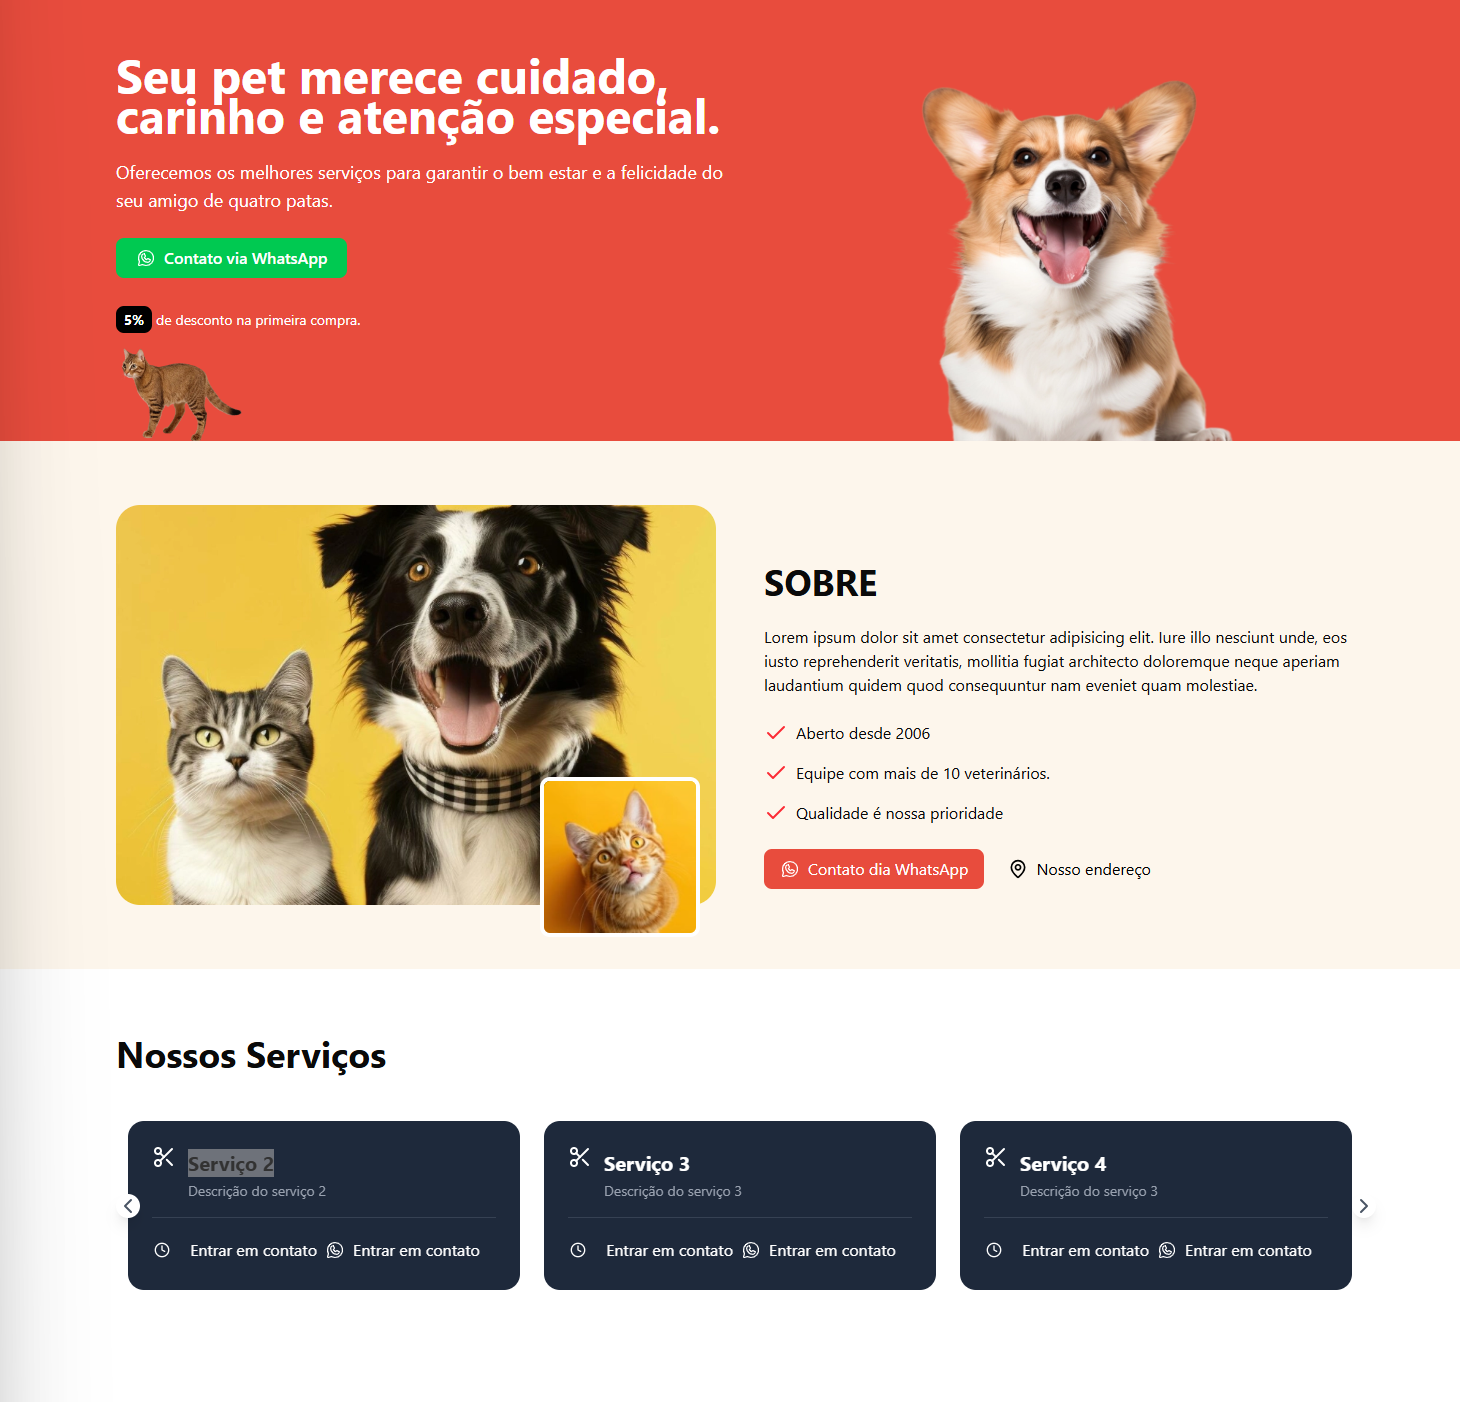 Seu pet merece cuidado,
carinho e atenção especial.
Oferecemos os melhores serviços para garantir o bem estar e a felicidade do
seu amigo de quatro patas.
Contato via WhatsApp
5% de desconto na primeira compra.
SOBRE
Lorem ipsum dolor sit amet consectetur adipisicing elit. Iure illo nesciunt unde, eos
iusto reprehenderit veritatis, mollitia fugiat architecto doloremque neque aperiam
laudantium quidem quod consequuntur nam eveniet quam molestiae.
Aberto desde 2006
Equipe com mais de 10 veterinários.
Qualidade é nossa prioridade
Contato dia WhatsApp
Nosso endereço
Nossos Serviços
Serviço 2
Descrição do serviço 2
Entrar em contato
Entrar em contato
Serviço 3
Descrição do serviço 3
Entrar em contato
Entrar em contato
Serviço 4
Descrição do serviço 3
Entrar em contato
Entrar em contato